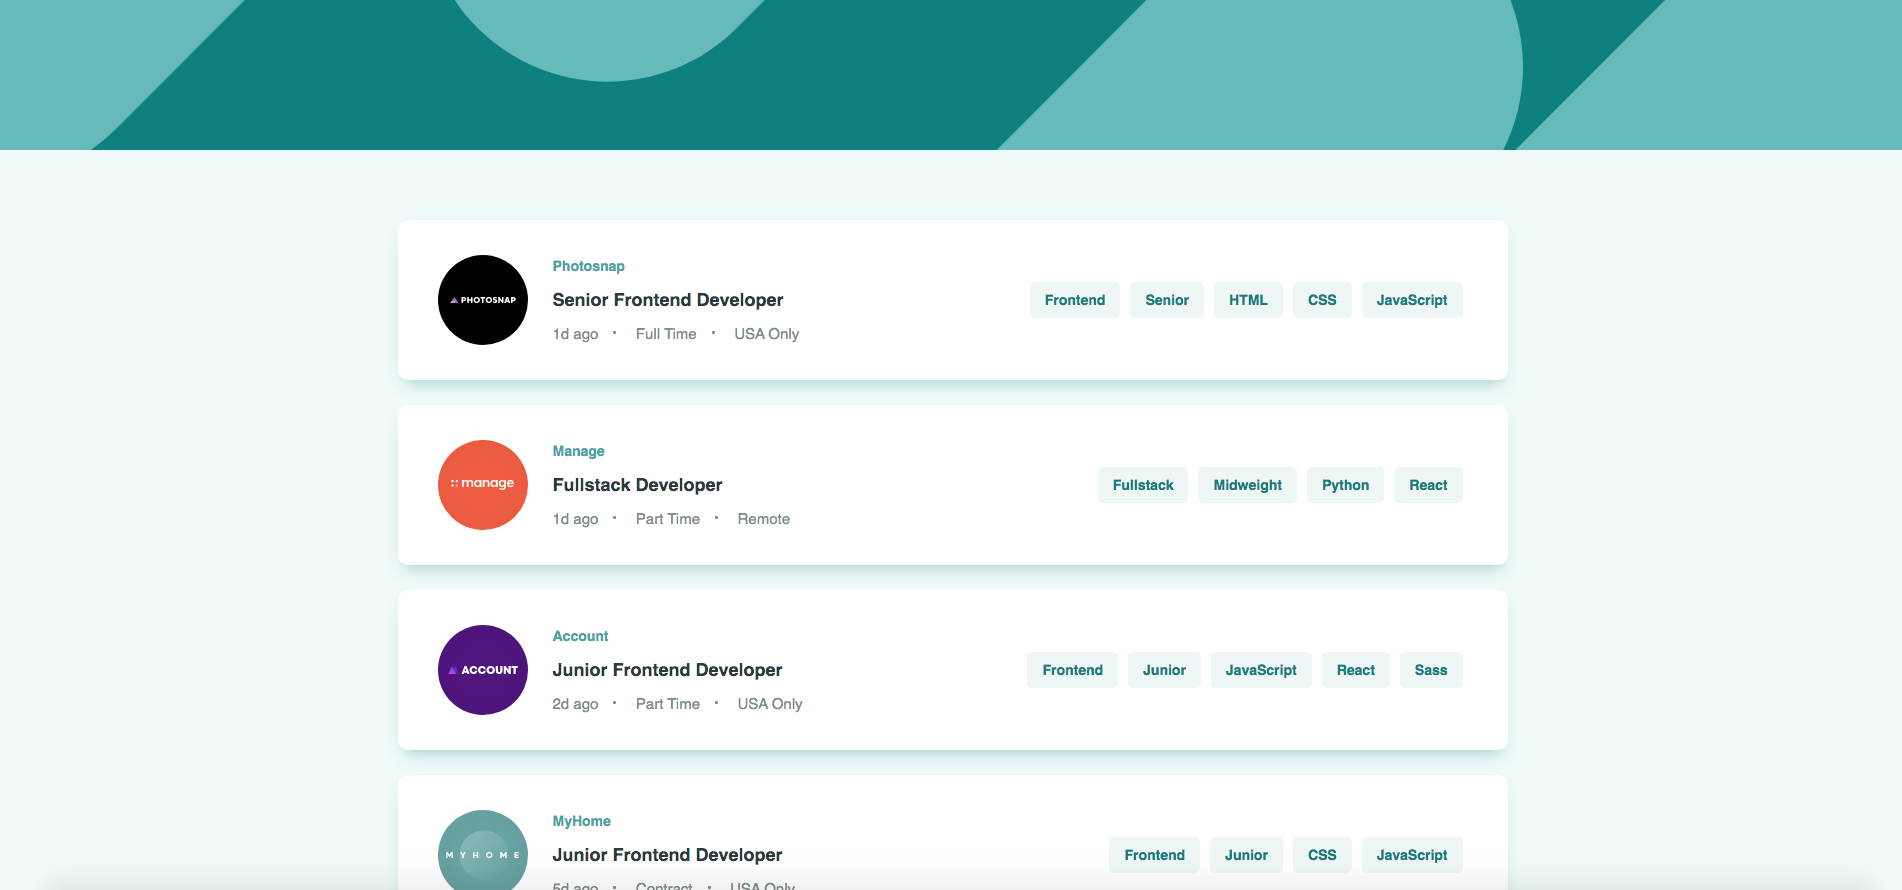 PHOTOSNAP
Photosnap
Senior Frontend Developer
1d ago • Full Time • USA Only
Frontend Senior HTML CSS JavaScript
manage
Manage
Fullstack Developer
1d ago • Part Time • Remote
Fullstack Midweight Python React
ACCOUNT
Account
Junior Frontend Developer
2d ago • Part Time • USA Only
Frontend Junior JavaScript React Sass
MYHOME
MyHome
Junior Frontend Developer
5d ago • Contract • USA Only
Frontend Junior CSS JavaScript